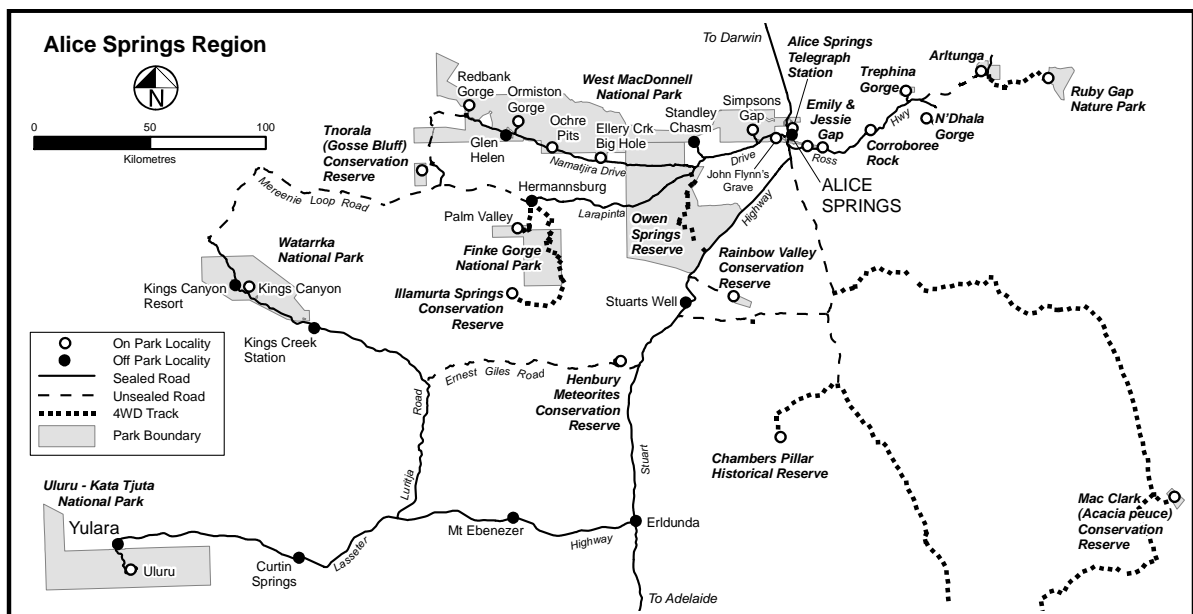 Alice Springs Region
N
0
50
100
Kilometres
To Darwin
Alice Springs
Telegraph
Station
Arltunga
Ruby Gap
Nature Park
Trephina
Gorge
N'Dhala
Gorge
Corroboree
Rock
Emily &
Jessie
Gap
Ross
Hwy
Redbank
Gorge
Ormiston
Gorge
West MacDonnell
National Park
Standley
Chasm
Simpsons
Gap
Ochre
Pits
Ellery Crk
Big Hole
Glen
Helen
Namatjira Drive
Drive
John Flynn's
Grave
ALICE
SPRINGS
Tnorala
(Gosse Bluff)
Conservation
Reserve
Mereenie Loop Road
Hermannsburg
Larapinta
Highway
Palm Valley
Finke Gorge
National Park
Owen
Springs
Reserve
Rainbow Valley
Conservation
Reserve
Watarrka
National Park
Kings Canyon
Resort
Kings Canyon
Illamurta Springs
Conservation
Reserve
Stuarts Well
Kings Creek
Station
On Park Locality
Off Park Locality
Sealed Road
Unsealed Road
4WD Track
Park Boundary
Ernest Giles Road
Henbury
Meteorites
Conservation
Reserve
Road
Luritja
Stuart
Chambers Pillar
Historical Reserve
Mac Clark
(Acacia peuce)
Conservation
Reserve
Uluru - Kata Tjuta
National Park
Yulara
Uluru
Curtin
Springs
Lasseter
Mt Ebenezer
Highway
Erldunda
To Adelaide